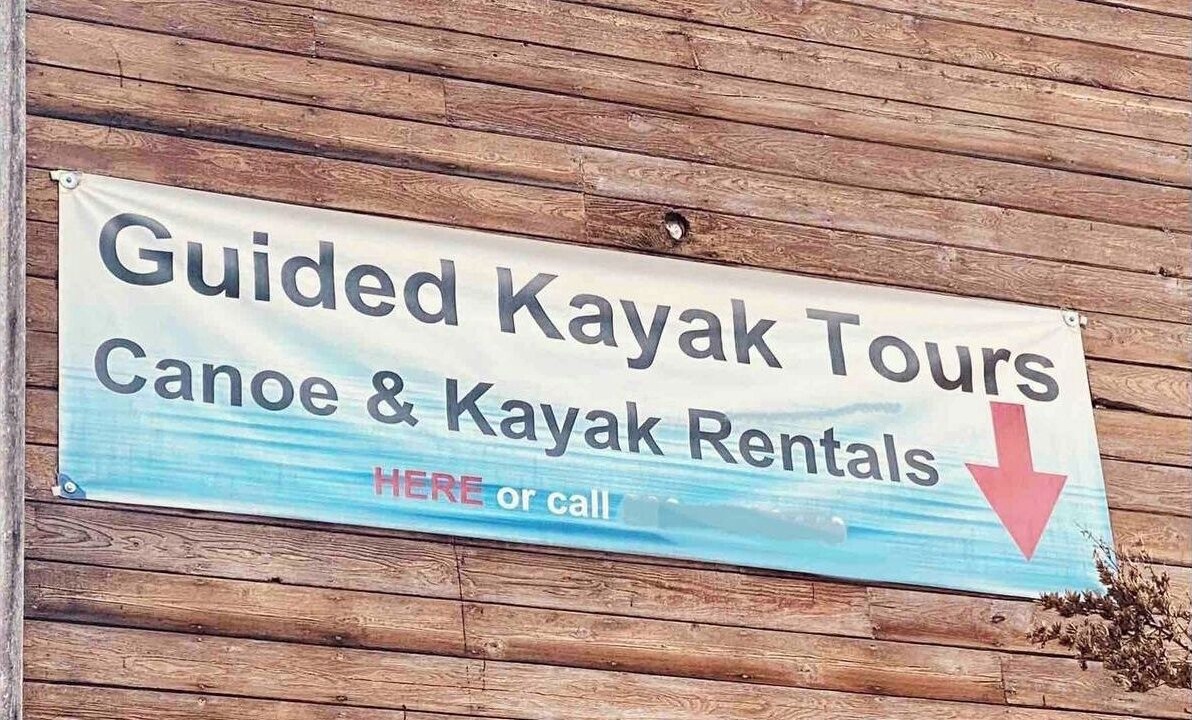 Guided Kayak Tours
Canoe & Kayak Rentals
HERE or call